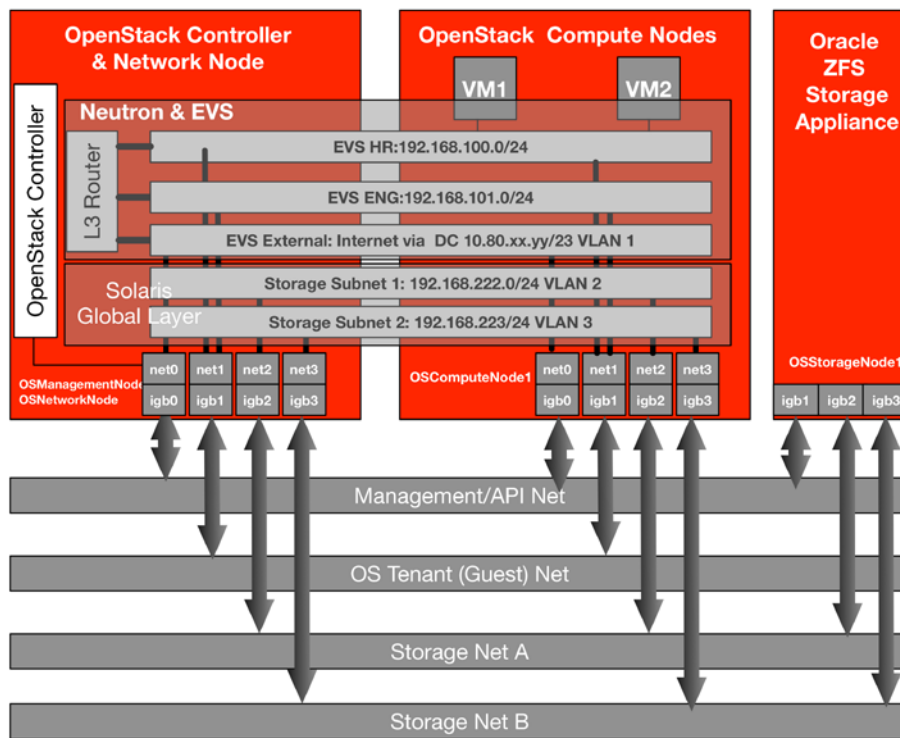 OpenStack Controller
& Network Node
OpenStack Compute Nodes
Oracle
ZFS
Storage
Appliance
OpenStack Controller
Neutron & EVS
VM1
VM2
L3 Router
EVS HR:192.168.100.0/24
EVS ENG:192.168.101.0/24
EVS External: Internet via DC 10.80.xx.yy/23 VLAN 1
Solaris
Global Layer
Storage Subnet 1: 192.168.222.0/24 VLAN 2
Storage Subnet 2: 192.168.223/24 VLAN 3
OSManagementNode
OSNetworkNode
net0 net1 net2 net3
igb0 igb1 igb2 igb3
OSComputeNode1
net0 net1 net2 net3
igb0 igb1 igb2 igb3
OSStorageNode1
igb1 igb2 igb3
Management/API Net
OS Tenant (Guest) Net
Storage Net A
Storage Net B